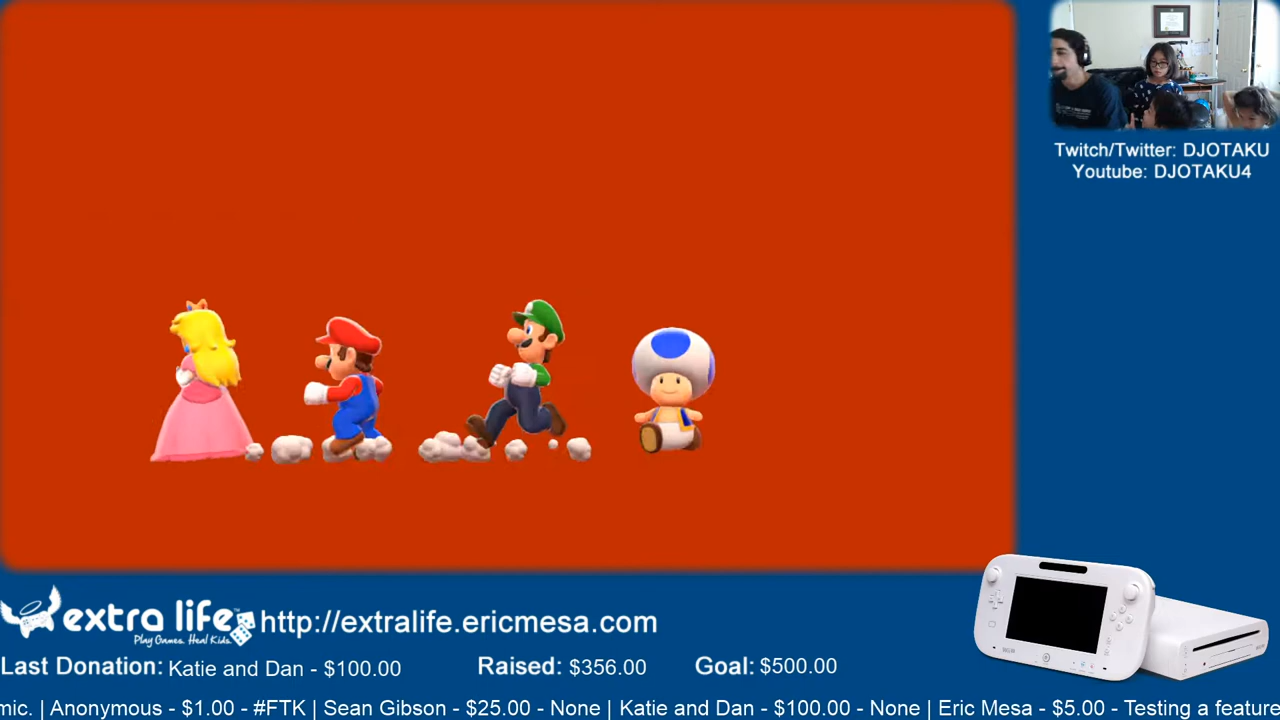 Twitch/Twitter: DJOTAKU
Youtube: DJOTAKU4
extra life
Play Games. Heal Kids.
http://extralife.ericmesa.com
Last Donation: Katie and Dan - $100.00 Raised: $356.00 Goal: $500.00
mic. | Anonymous - $1.00 - #FTK | Sean Gibson - $25.00 - None | Katie and Dan - $100.00 - None | Eric Mesa - $5.00 - Testing a feature